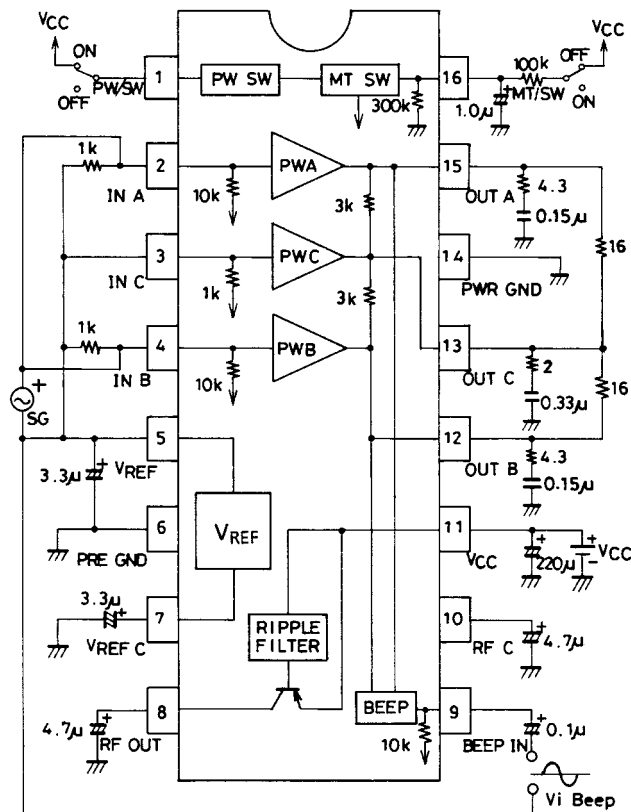 VCC
ON
OFF
PW/SW
1
PW SW
MT SW
300k
16
1.0μ
+
100k
MT/SW
OFF
ON
VCC
1k
2
IN A
10k
PWA
3k
15
OUT A
4.3
0.15μ
16
3
IN C
1k
PWC
3k
14
PWR GND
1k
4
IN B
10k
PWB
13
OUT C
2
0.33μ
16
+
SG
5
VREF
3.3μ
+
12
OUT B
4.3
0.15μ
6
PRE GND
VREF
11
VCC
+
220μ
+
-
VCC
3.3μ
+
7
VREF C
RIPPLE
FILTER
10
RF C
+
4.7μ
8
RF OUT
+
4.7μ
BEEP
10k
9
BEEP IN
+
0.1μ
Vi Beep